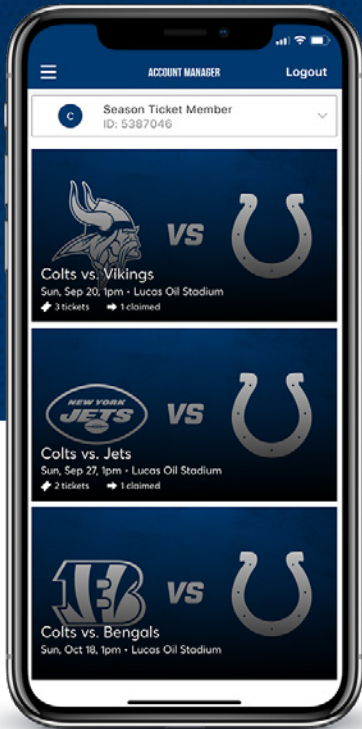 ACCOUNT MANAGER
Logout
C
Season Ticket Member
ID: 5387046
VS
Colts vs. Vikings
Sun, Sep 20, 1pm • Lucas Oil Stadium
3 tickets 1 claimed
NEW YORK
JETS
VS
Colts vs. Jets
Sun, Sep 27, 1pm • Lucas Oil Stadium
2 tickets 1 claimed
B
VS
Colts vs. Bengals
Sun, Oct 18, 1pm • Lucas Oil Stadium